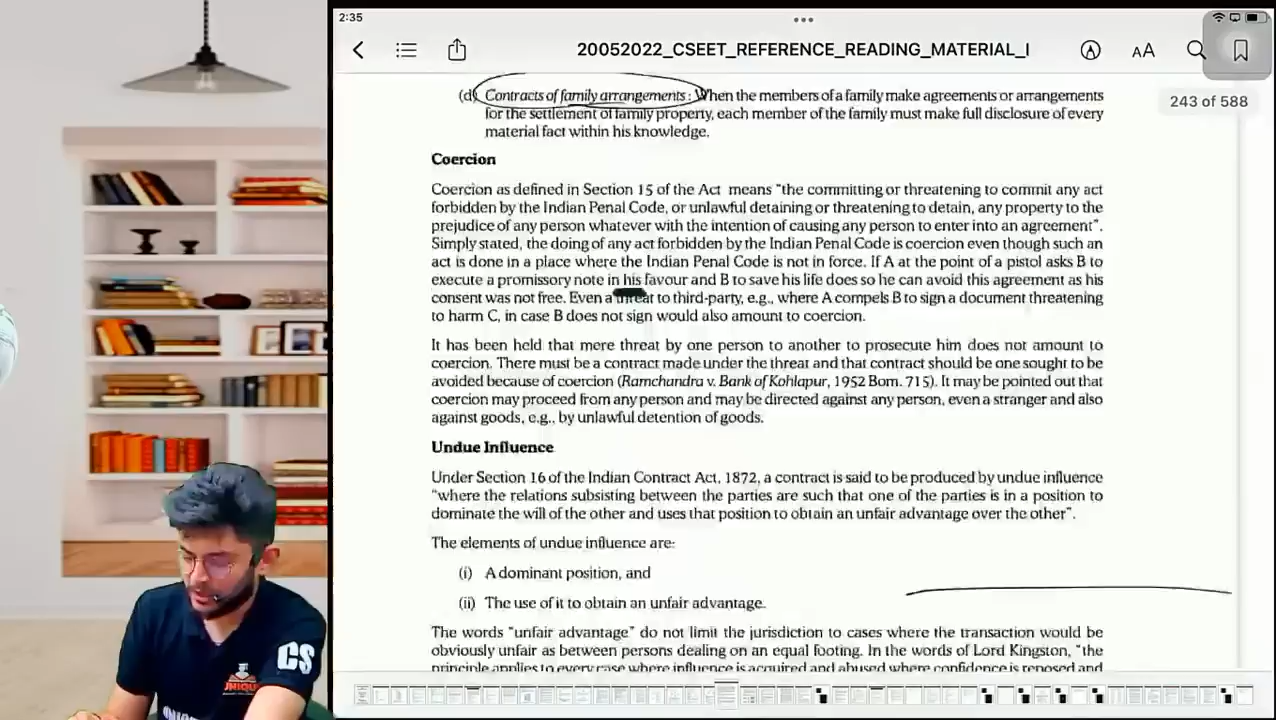 2:35
20052022_CSEET_REFERENCE_READING_MATERIAL_I
AA
243 of 588
(d) Contracts of family arrangements : When the members of a family make agreements or arrangements
for the settlement of family property, each member of the family must make full disclosure of every
material fact within his knowledge.
Coercion
Coercion as defined in Section 15 of the Act means "the committing or threatening to commit any act
forbidden by the Indian Penal Code, or unlawful detaining or threatening to detain, any property to the
prejudice of any person whatever with the intention of causing any person to enter into an agreement".
Simply stated, the doing of any act forbidden by the Indian Penal Code is coercion even though such an
act is done in a place where the Indian Penal Code is not in force. If A at the point of a pistol asks B to
execute a promissory note in his favour and B to save his life does so he can avoid this agreement as his
consent was not free. Even a threat to third-party, e.g., where A compels B to sign a document threatening
to harm C, in case B does not sign would also amount to coercion.
It has been held that mere threat by one person to another to prosecute him does not amount to
coercion. There must be a contract made under the threat and that contract should be one sought to be
avoided because of coercion (Ramchandra v. Bank of Kohlapur, 1952 Bom. 715). It may be pointed out that
coercion may proceed from any person and may be directed against any person, even a stranger and also
against goods, e.g., by unlawful detention of goods.
Undue Influence
Under Section 16 of the Indian Contract Act, 1872, a contract is said to be produced by undue influence
"where the relations subsisting between the parties are such that one of the parties is in a position to
dominate the will of the other and uses that position to obtain an unfair advantage over the other".
The elements of undue influence are:
(i) A dominant position, and
(ii) The use of it to obtain an unfair advantage.
The words "unfair advantage" do not limit the jurisdiction to cases where the transaction would be
obviously unfair as between persons dealing on an equal footing. In the words of Lord Kingston, "the
principle applies to every case where influence is acquired and abused where confidence is reposed and
CS
UNIQUE